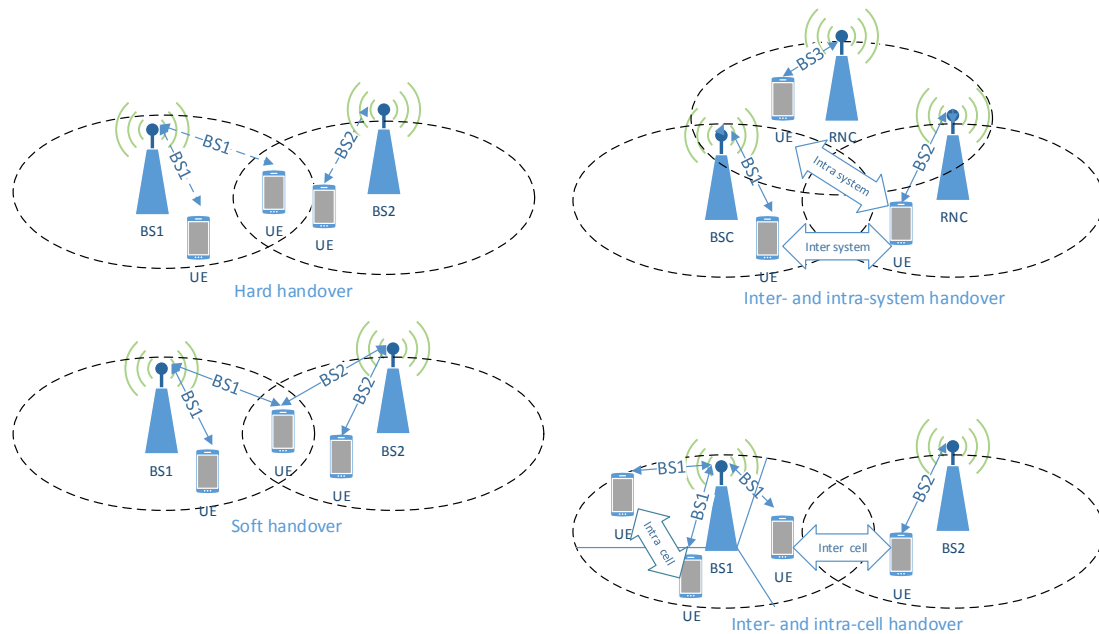 BS1
BS1
BS2
BS1
UE
UE
UE
BS2
Hard handover
BS3
UE
RNC
BS1
BS2
Intra system
BSC
RNC
Inter system
UE
UE
Inter- and intra-system handover
BS1
BS1
BS2
BS2
BS1
UE
BS2
UE
UE
Soft handover
BS1
BS1
BS1
BS2
UE
Intra cell
Inter cell
BS1
UE
UE
BS2
UE
Inter- and intra-cell handover